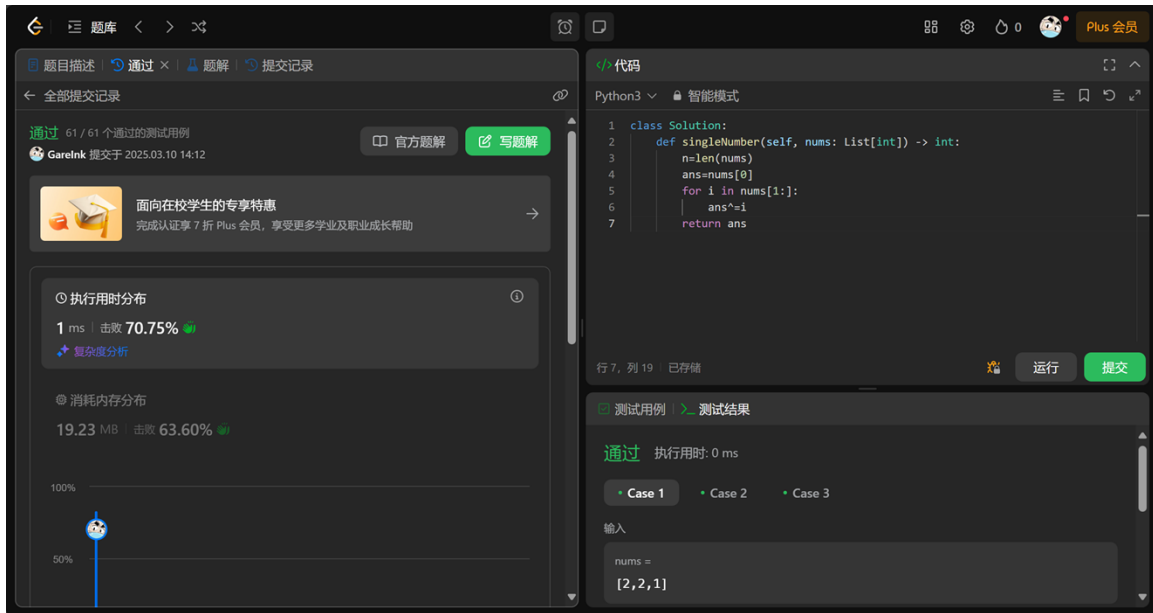 题库
0
Plus 会员
题目描述
通过
题解
提交记录
全部提交记录
通过 61 / 61 个通过的测试用例
GareInk 提交于 2025.03.10 14:12
官方题解
写题解
面向在校学生的专享特惠
完成认证享 7 折 Plus 会员，享受更多学业及职业成长帮助
执行用时分布
1 ms 击败 70.75%
复杂度分析
消耗内存分布
19.23 MB 击败 63.60%
100%
50%
</>代码
Python3 智能模式
1 class Solution:
2 def singleNumber(self, nums: List[int]) -> int:
3 n=len(nums)
4 ans=nums[0]
5 for i in nums[1:]:
6 ans^=i
7 return ans
行 7，列 19 已存储
运行
提交
测试用例
>_ 测试结果
通过 执行用时: 0 ms
• Case 1
• Case 2
• Case 3
输入
nums =
[2,2,1]